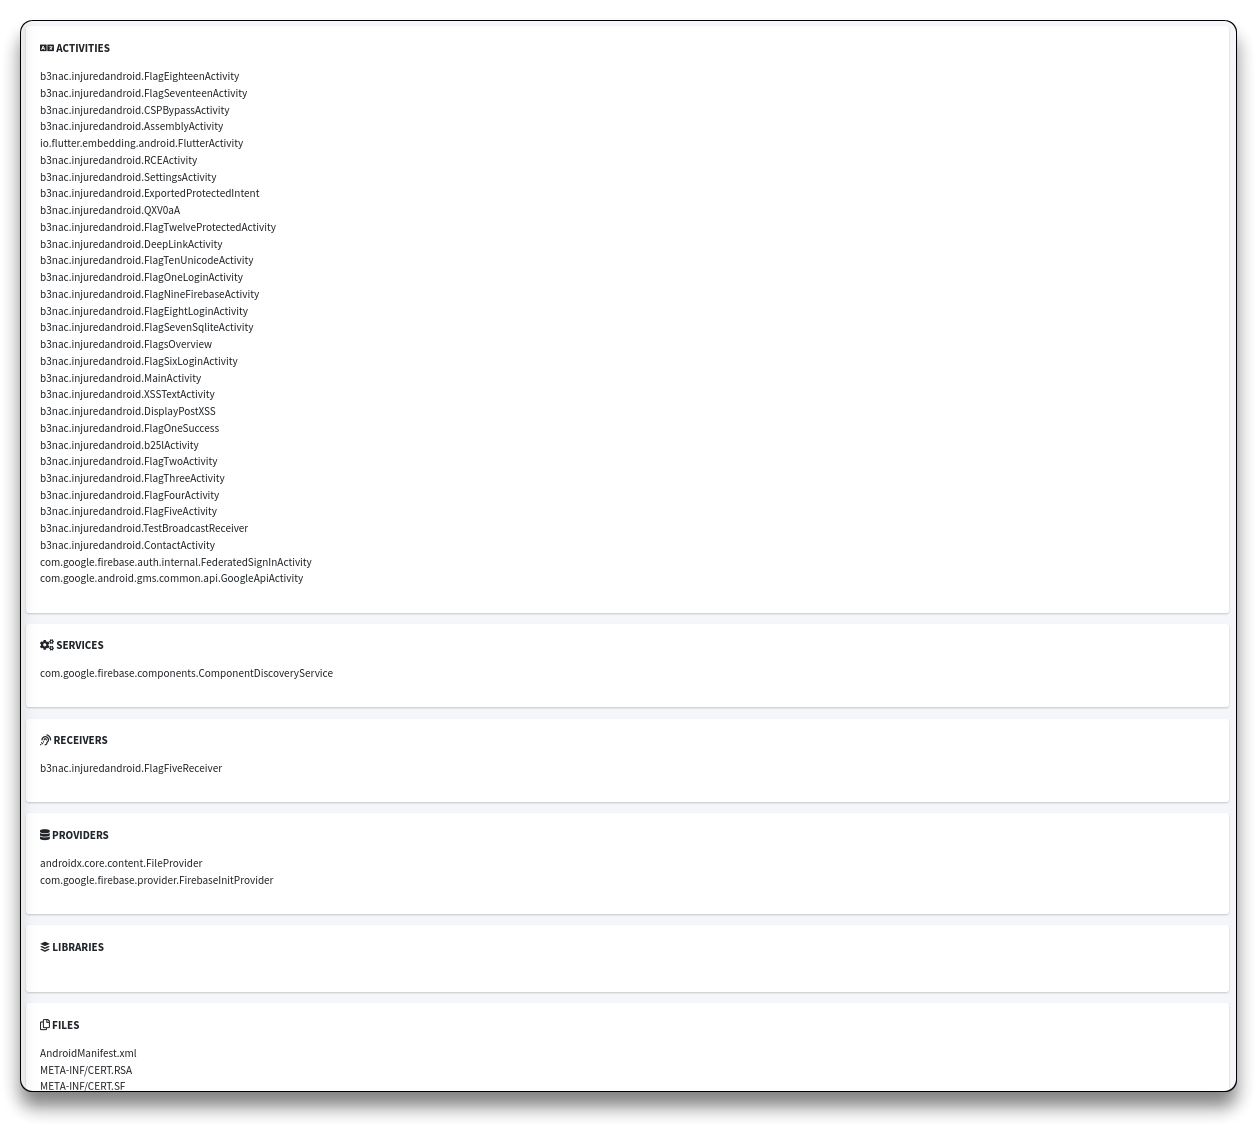 ACTIVITIES
b3nac.injuredandroid.FlagEighteenActivity
b3nac.injuredandroid.FlagSeventeenActivity
b3nac.injuredandroid.CSPBypassActivity
b3nac.injuredandroid.AssemblyActivity
io.flutter.embedding.android.FlutterActivity
b3nac.injuredandroid.RCEActivity
b3nac.injuredandroid.SettingsActivity
b3nac.injuredandroid.ExportedProtectedIntent
b3nac.injuredandroid.QXV0aA
b3nac.injuredandroid.FlagTwelveProtectedActivity
b3nac.injuredandroid.DeepLinkActivity
b3nac.injuredandroid.FlagTenUnicodeActivity
b3nac.injuredandroid.FlagOneLoginActivity
b3nac.injuredandroid.FlagNineFirebaseActivity
b3nac.injuredandroid.FlagEightLoginActivity
b3nac.injuredandroid.FlagSevenSqliteActivity
b3nac.injuredandroid.FlagsOverview
b3nac.injuredandroid.FlagSixLoginActivity
b3nac.injuredandroid.MainActivity
b3nac.injuredandroid.XSSTextActivity
b3nac.injuredandroid.DisplayPostXSS
b3nac.injuredandroid.FlagOneSuccess
b3nac.injuredandroid.b25lActivity
b3nac.injuredandroid.FlagTwoActivity
b3nac.injuredandroid.FlagThreeActivity
b3nac.injuredandroid.FlagFourActivity
b3nac.injuredandroid.FlagFiveActivity
b3nac.injuredandroid.TestBroadcastReceiver
b3nac.injuredandroid.ContactActivity
com.google.firebase.auth.internal.FederatedSignInActivity
com.google.android.gms.common.api.GoogleApiActivity
SERVICES
com.google.firebase.components.ComponentDiscoveryService
RECEIVERS
b3nac.injuredandroid.FlagFiveReceiver
PROVIDERS
androidx.core.content.FileProvider
com.google.firebase.provider.FirebaseInitProvider
LIBRARIES
FILES
AndroidManifest.xml
META-INF/CERT.RSA
META-INF/CERT.SF